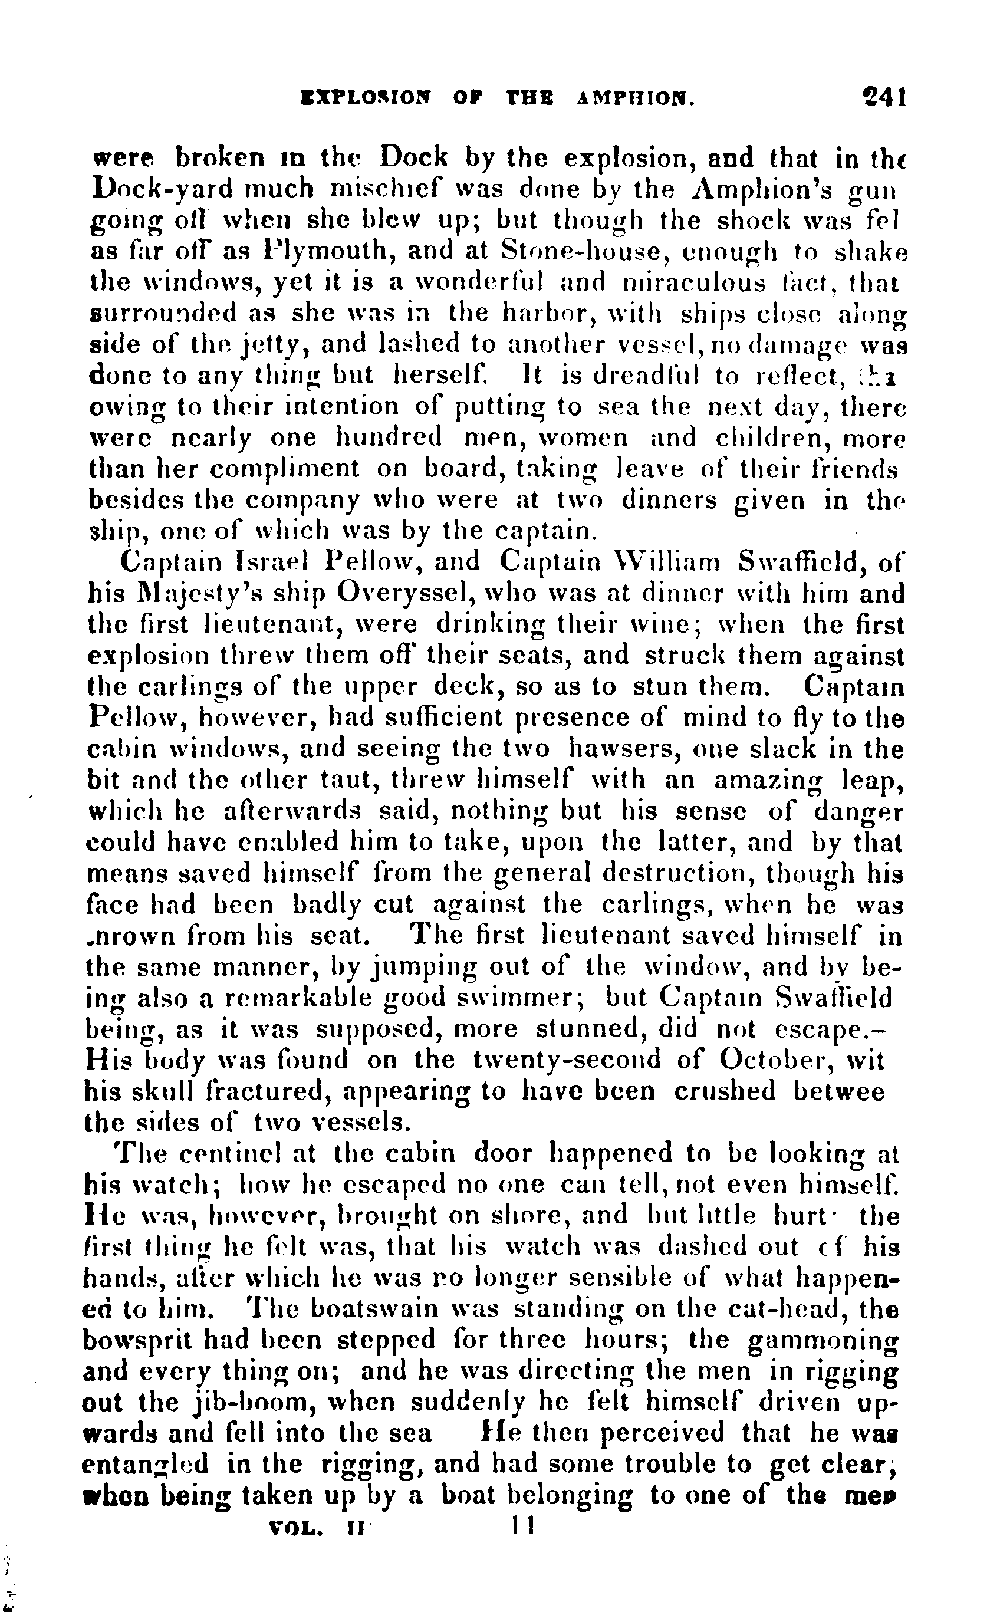 EXPLOSION OF THE AMPHION. 241
were broken in the Dock by the explosion, and that in the
Dock-yard much mischief was done by the Amphion's gun
going off when she blew up; but though the shock was fel
as far off as Plymouth, and at Stone-house, enough to shake
the windows, yet it is a wonderful and miraculous fact, that
surrounded as she was in the harbor, with ships close along
side of the jetty, and lashed to another vessel, no damage was
done to any thing but herself. It is dreadful to reflect, tha
owing to their intention of putting to sea the next day, there
were nearly one hundred men, women and children, more
than her compliment on board, taking leave of their friends
besides the company who were at two dinners given in the
ship, one of which was by the captain.
Captain Israel Pellow, and Captain William Swaffield, of
his Majesty's ship Overyssel, who was at dinner with him and
the first lieutenant, were drinking their wine; when the first
explosion threw them off their seats, and struck them against
the carlings of the upper deck, so as to stun them. Captain
Pellow, however, had sufficient presence of mind to fly to the
cabin windows, and seeing the two hawsers, one slack in the
bit and the other taut, threw himself with an amazing leap,
which he afterwards said, nothing but his sense of danger
could have enabled him to take, upon the latter, and by that
means saved himself from the general destruction, though his
face had been badly cut against the carlings, when he was
.nrown from his seat. The first lieutenant saved himself in
the same manner, by jumping out of the window, and by be-
ing also a remarkable good swimmer; but Captain Swaffield
being, as it was supposed, more stunned, did not escape.-
His body was found on the twenty-second of October, wit
his skull fractured, appearing to have been crushed betwee
the sides of two vessels.
The centinel at the cabin door happened to be looking at
his watch; how he escaped no one can tell, not even himself.
He was, however, brought on shore, and but little hurt· the
first thing he felt was, that his watch was dashed out of his
hands, after which he was no longer sensible of what happen-
ed to him. The boatswain was standing on the cat-head, the
bowsprit had been stepped for three hours; the gammoning
and every thing on; and he was directing the men in rigging
out the jib-boom, when suddenly he felt himself driven up-
wards and fell into the sea He then perceived that he was
entangled in the rigging, and had some trouble to get clear,
when being taken up by a boat belonging to one of the men
VOL. II 11